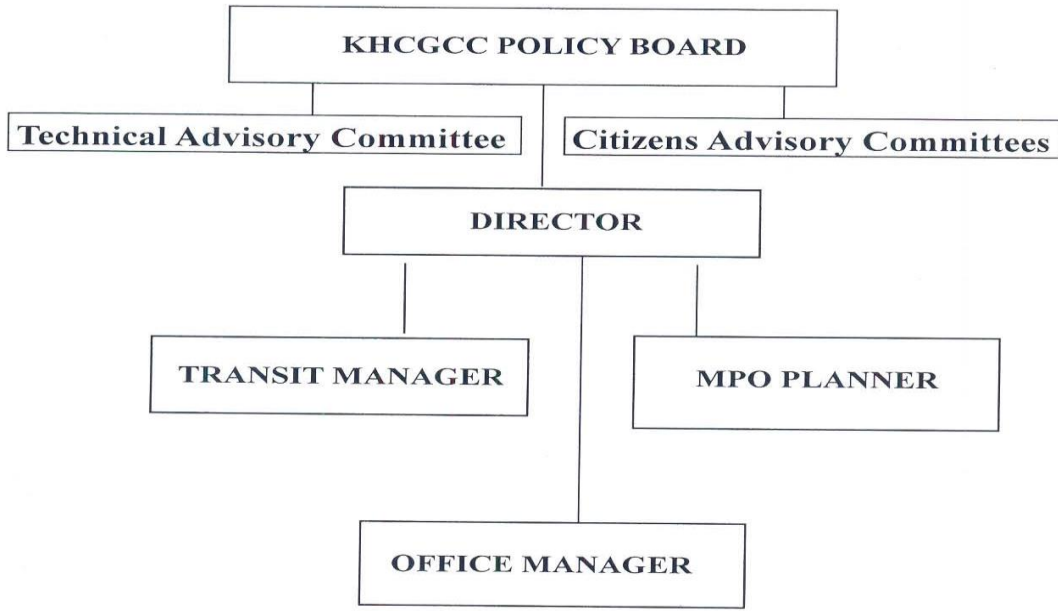 KHCGCC POLICY BOARD
Technical Advisory Committee
Citizens Advisory Committees
DIRECTOR
TRANSIT MANAGER
MPO PLANNER
OFFICE MANAGER